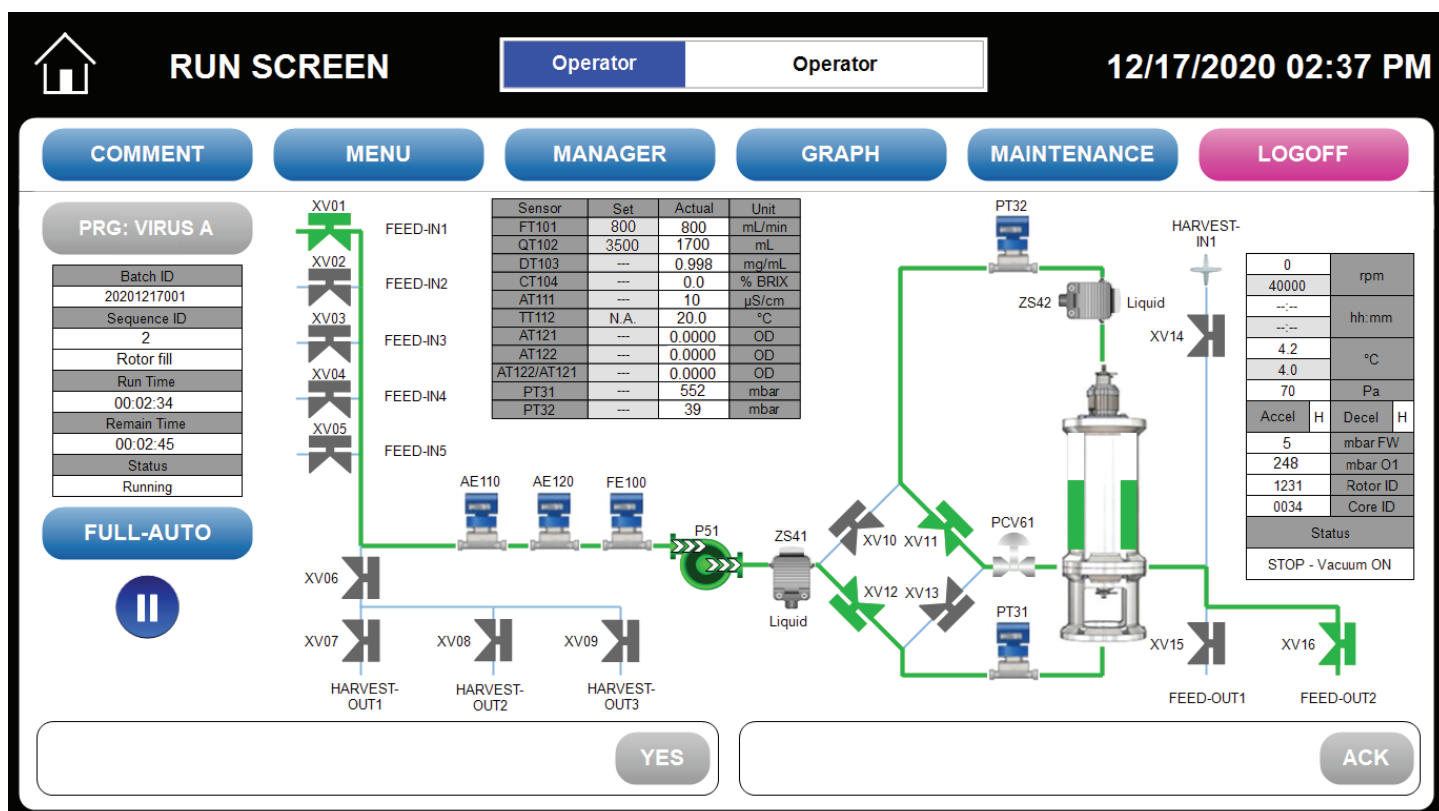 RUN SCREEN
Operator Operator
12/17/2020 02:37 PM
COMMENT MENU MANAGER GRAPH MAINTENANCE LOGOFF
PRG: VIRUS A
Batch ID
20201217001
Sequence ID
2
Rotor fill
Run Time
00:02:34
Remain Time
00:02:45
Status
Running
FULL-AUTO
XV01
FEED-IN1
XV02
FEED-IN2
XV03
FEED-IN3
XV04
FEED-IN4
XV05
FEED-IN5
Sensor Set Actual Unit
FT101 800 800 mL/min
QT102 3500 1700 mL
DT103 --- 0.998 mg/mL
CT104 --- 0.0 % BRIX
AT111 --- 10 µS/cm
TT112 N.A. 20.0 °C
AT121 --- 0.0000 OD
AT122 --- 0.0000 OD
AT122/AT121 --- 0.0000 OD
PT31 --- 552 mbar
PT32 --- 39 mbar
AE110 AE120 FE100
P51
ZS41
Liquid
XV06
XV07 XV08 XV09
HARVEST-
OUT1
HARVEST-
OUT2
HARVEST-
OUT3
PT32
ZS42 Liquid
HARVEST-
IN1
XV14
XV10 XV11
PCV61
XV12 XV13
PT31
XV15 XV16
FEED-OUT1 FEED-OUT2
0 rpm
40000
--:-- hh:mm
--:--
4.2 °C
4.0
70 Pa
Accel H Decel H
5 mbar FW
248 mbar O1
1231 Rotor ID
0034 Core ID
Status
STOP - Vacuum ON
YES
ACK